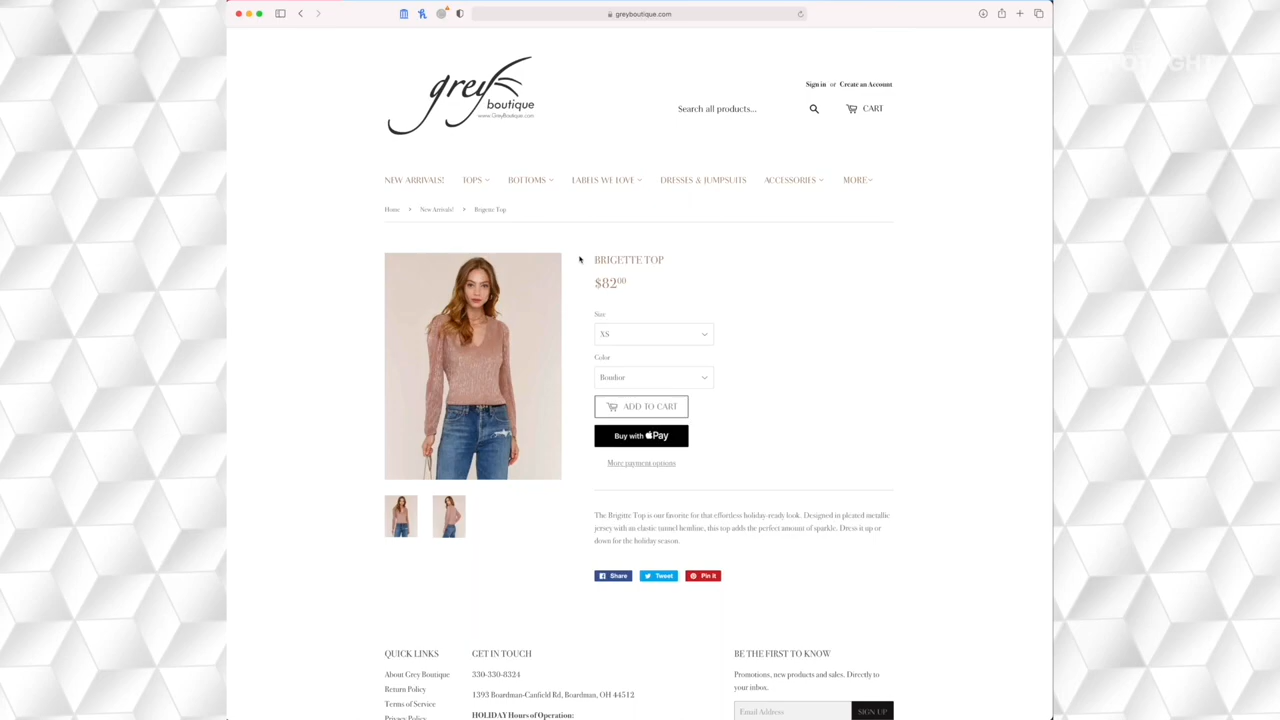 greyboutique.com
grey
boutique
www.GreyBoutique.com
Sign in or Create an Account
Search all products...
CART
NEW ARRIVALS!
TOPS
BOTTOMS
LABELS WE LOVE
DRESSES & JUMPSUITS
ACCESSORIES
MORE
Home > New Arrivals! > Brigette Top
BRIGETTE TOP
$82.00
Size
XS
Color
Boudior
ADD TO CART
Buy with Pay
More payment options
The Brigitte Top is our favorite for that effortless holiday-ready look. Designed in pleated metallic
jersey with an elastic tunnel hemline, this top adds the perfect amount of sparkle. Dress it up or
down for the holiday season.
Share
Tweet
Pin it
QUICK LINKS
About Grey Boutique
Return Policy
Terms of Service
Privacy Policy
GET IN TOUCH
330-330-8324
1393 Boardman-Canfield Rd, Boardman, OH 44512
HOLIDAY Hours of Operation:
BE THE FIRST TO KNOW
Promotions, new products and sales. Directly to
your inbox.
Email Address
SIGN UP